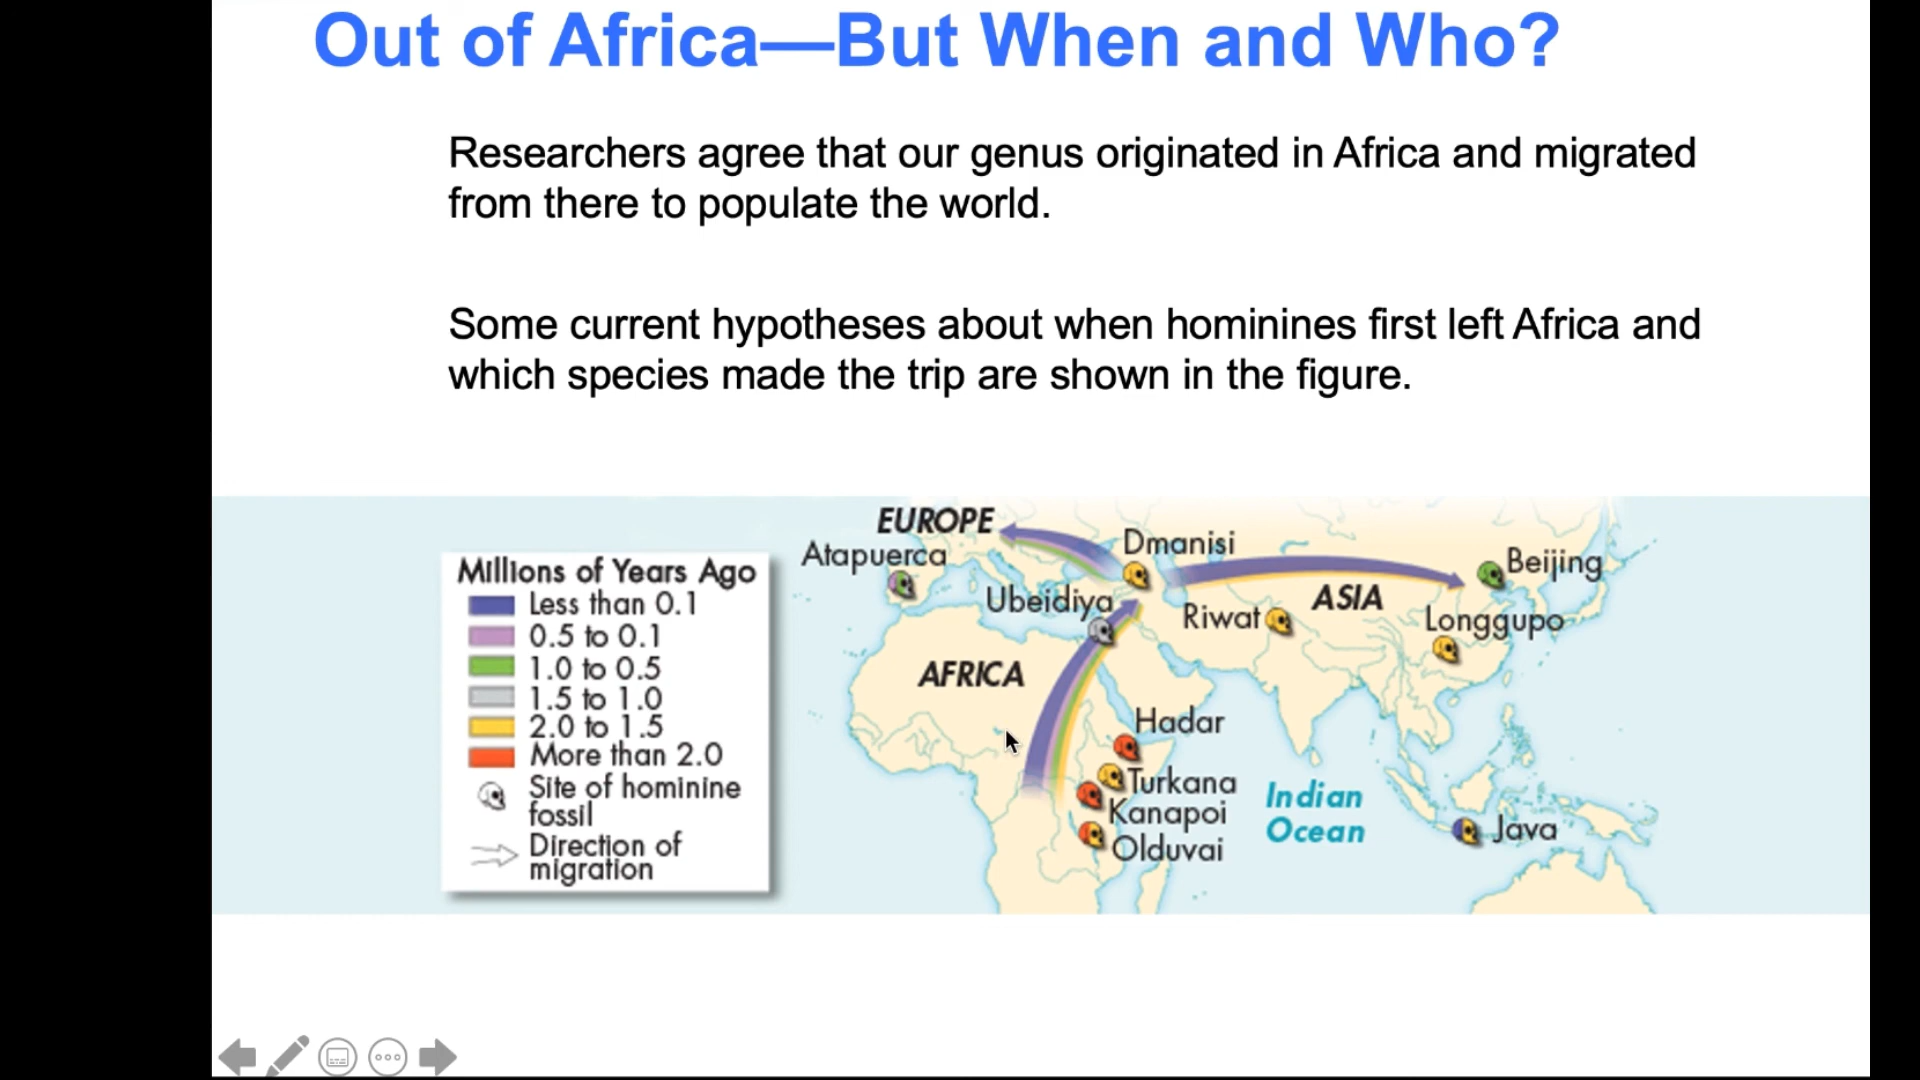 Out of Africa—But When and Who?
Researchers agree that our genus originated in Africa and migrated
from there to populate the world.
Some current hypotheses about when hominines first left Africa and
which species made the trip are shown in the figure.
Millions of Years Ago
Less than 0.1
0.5 to 0.1
1.0 to 0.5
1.5 to 1.0
2.0 to 1.5
More than 2.0
Site of hominine
fossil
Direction of
migration
EUROPE
Atapuerca
Dmanisi
Beijing
Ubeidiya
Riwat
ASIA
Longgupo
AFRICA
Hadar
Turkana
Kanapoi
Olduvai
Indian
Ocean
Java